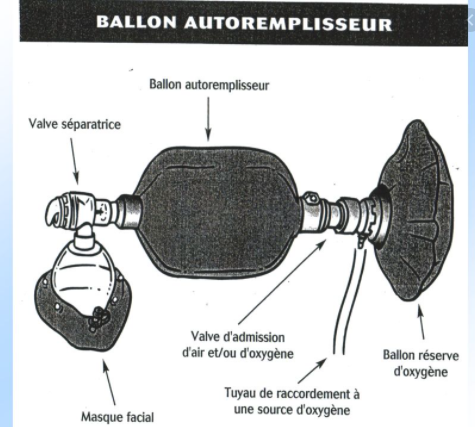 BALLON AUTOREMPLISSEUR
Ballon autoremplisseur
Valve séparatrice
Valve d'admission
d'air et/ou d'oxygène
Ballon réserve
d'oxygène
Tuyau de raccordement à
une source d'oxygène
Masque facial